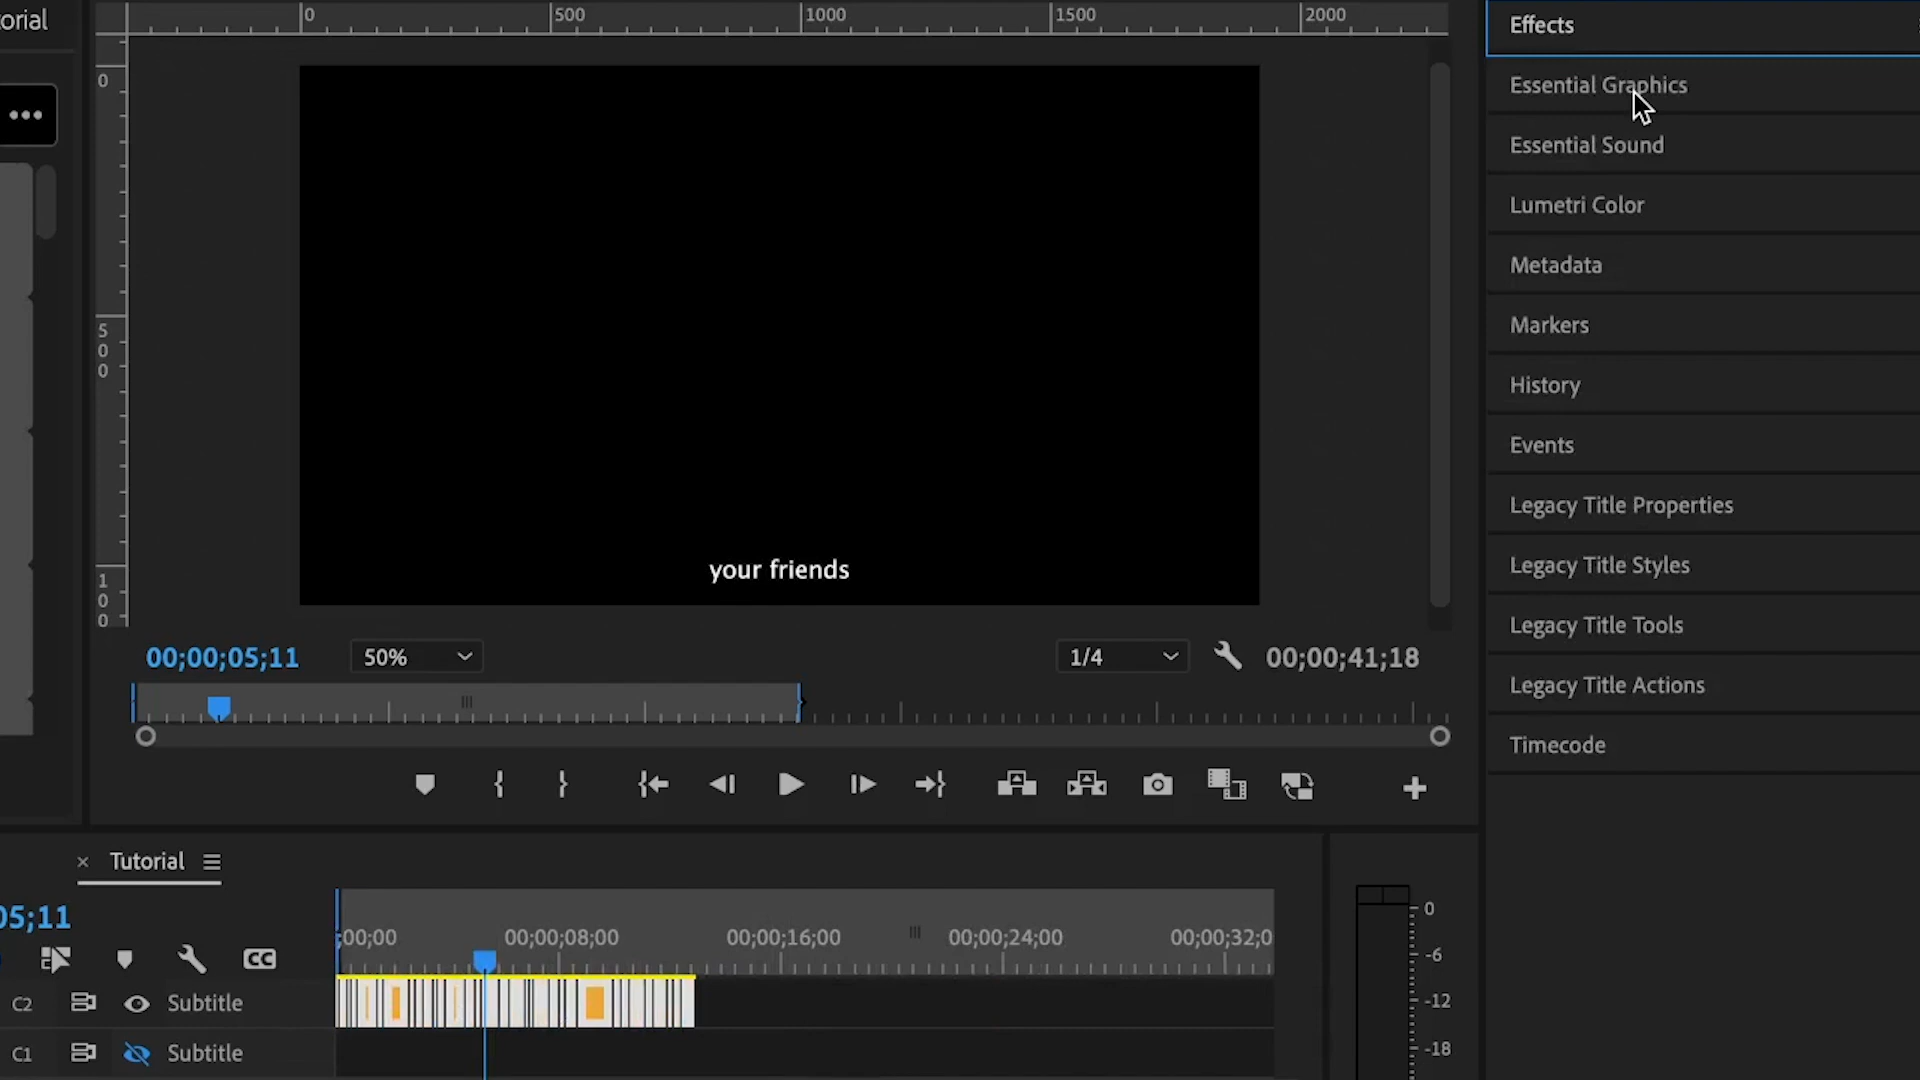 orial
0 500 1000 1500 2000
0
5
0
0
1
0
0
0
your friends
00;00;05;11 50% 1/4 00;00;41;18
Effects
Essential Graphics
Essential Sound
Lumetri Color
Metadata
Markers
History
Events
Legacy Title Properties
Legacy Title Styles
Legacy Title Tools
Legacy Title Actions
Timecode
× Tutorial
05;11
;00;00 00;00;08;00 00;00;16;00 00;00;24;00 00;00;32;0
CC
C2 Subtitle
C1 Subtitle
0
-6
-12
-18